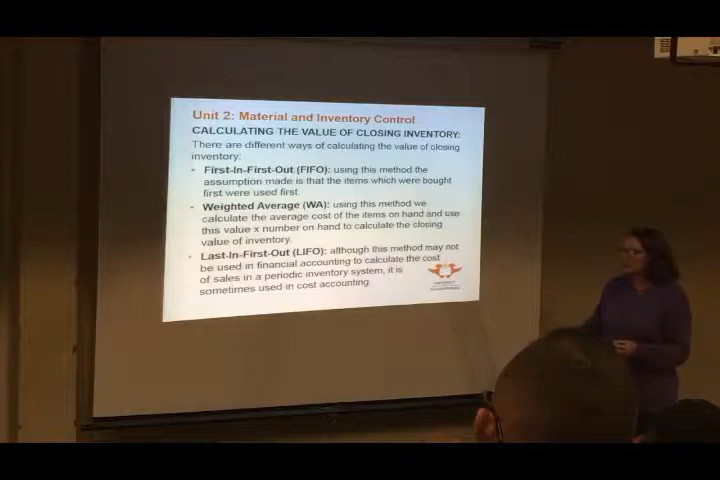 Unit 2: Material and Inventory Control
CALCULATING THE VALUE OF CLOSING INVENTORY:
There are different ways of calculating the value of closing
inventory:
• First-In-First-Out (FIFO): using this method the
assumption made is that the items which were bought
first were used first.
• Weighted Average (WA): using this method we
calculate the average cost of the items on hand and use
this value x number on hand to calculate the closing
value of inventory.
• Last-In-First-Out (LIFO): although this method may not
be used in financial accounting to calculate the cost
of sales in a periodic inventory system, it is
sometimes used in cost accounting.